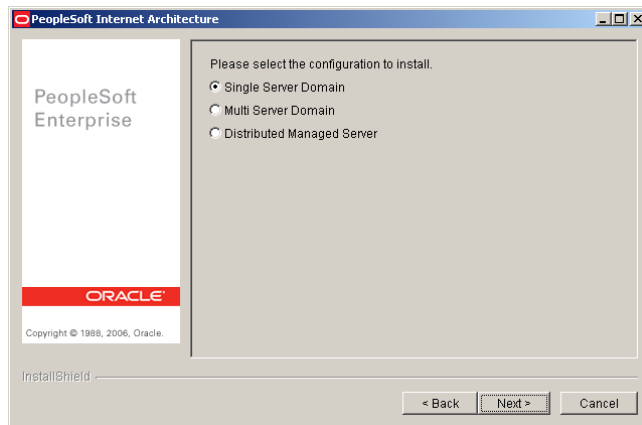 PeopleSoft Internet Architecture
PeopleSoft
Enterprise
ORACLE
Copyright © 1988, 2006, Oracle.
Please select the configuration to install.
Single Server Domain
Multi Server Domain
Distributed Managed Server
InstallShield
< Back
Next >
Cancel